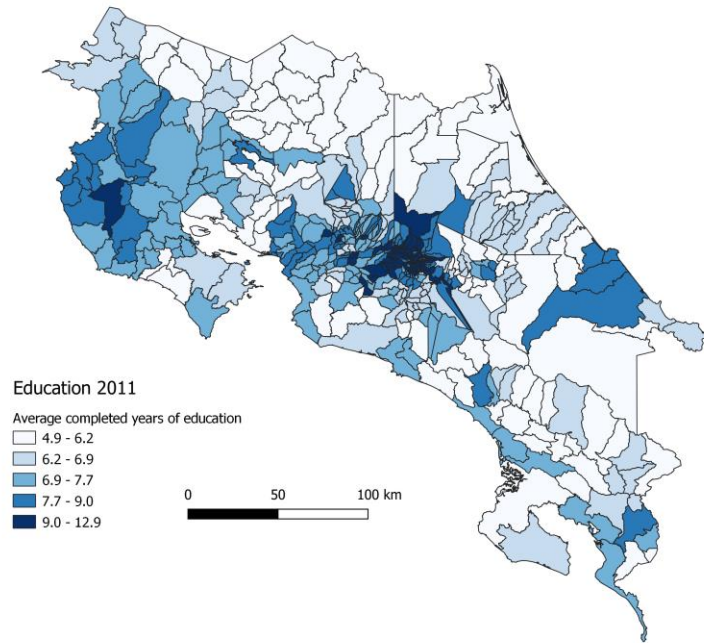 Education 2011
Average completed years of education
4.9 - 6.2
6.2 - 6.9
6.9 - 7.7
7.7 - 9.0
9.0 - 12.9
0 50 100 km